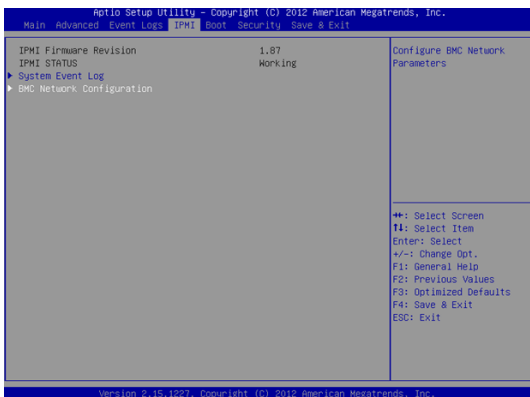 Aptio Setup Utility – Copyright (C) 2012 American Megatrends, Inc.
Main Advanced Event Logs IPMI Boot Security Save & Exit
IPMI Firmware Revision 1.87
IPMI STATUS Working
System Event Log
BMC Network Configuration
Configure BMC Network
Parameters
→←: Select Screen
↑↓: Select Item
Enter: Select
+/-: Change Opt.
F1: General Help
F2: Previous Values
F3: Optimized Defaults
F4: Save & Exit
ESC: Exit
Version 2.15.1227. Copyright (C) 2012 American Megatrends, Inc.